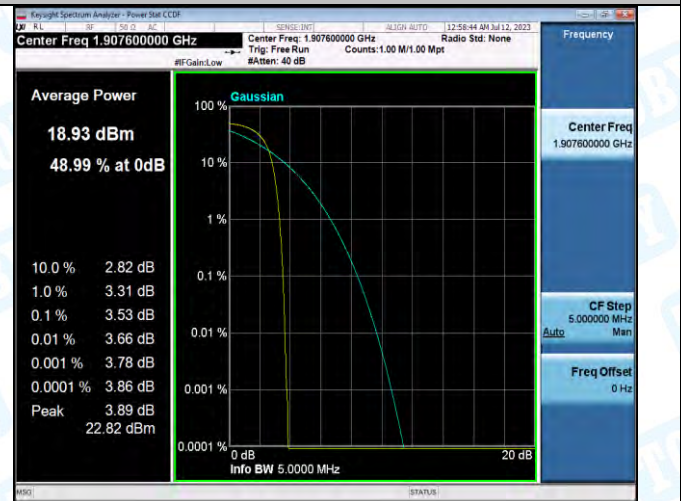 Keysight Spectrum Analyzer - Power Stat CCDF
RL RF 50 Ω AC SENSE:INT ALIGN AUTO 12:58:44 AM Jul 12, 2023
Center Freq 1.907600000 GHz
Center Freq: 1.907600000 GHz Radio Std: None
Trig: Free Run Counts:1.00 M/1.00 Mpt
#IFGain:Low #Atten: 40 dB
Frequency
Average Power
18.93 dBm
48.99 % at 0dB
10.0 % 2.82 dB
1.0 % 3.31 dB
0.1 % 3.53 dB
0.01 % 3.66 dB
0.001 % 3.78 dB
0.0001 % 3.86 dB
Peak 3.89 dB
22.82 dBm
Gaussian
100 %
10 %
1 %
0.1 %
0.01 %
0.001 %
0.0001 %
0 dB 20 dB
Info BW 5.0000 MHz
Center Freq
1.907600000 GHz
CF Step
5.000000 MHz
Auto Man
Freq Offset
0 Hz
MSG STATUS